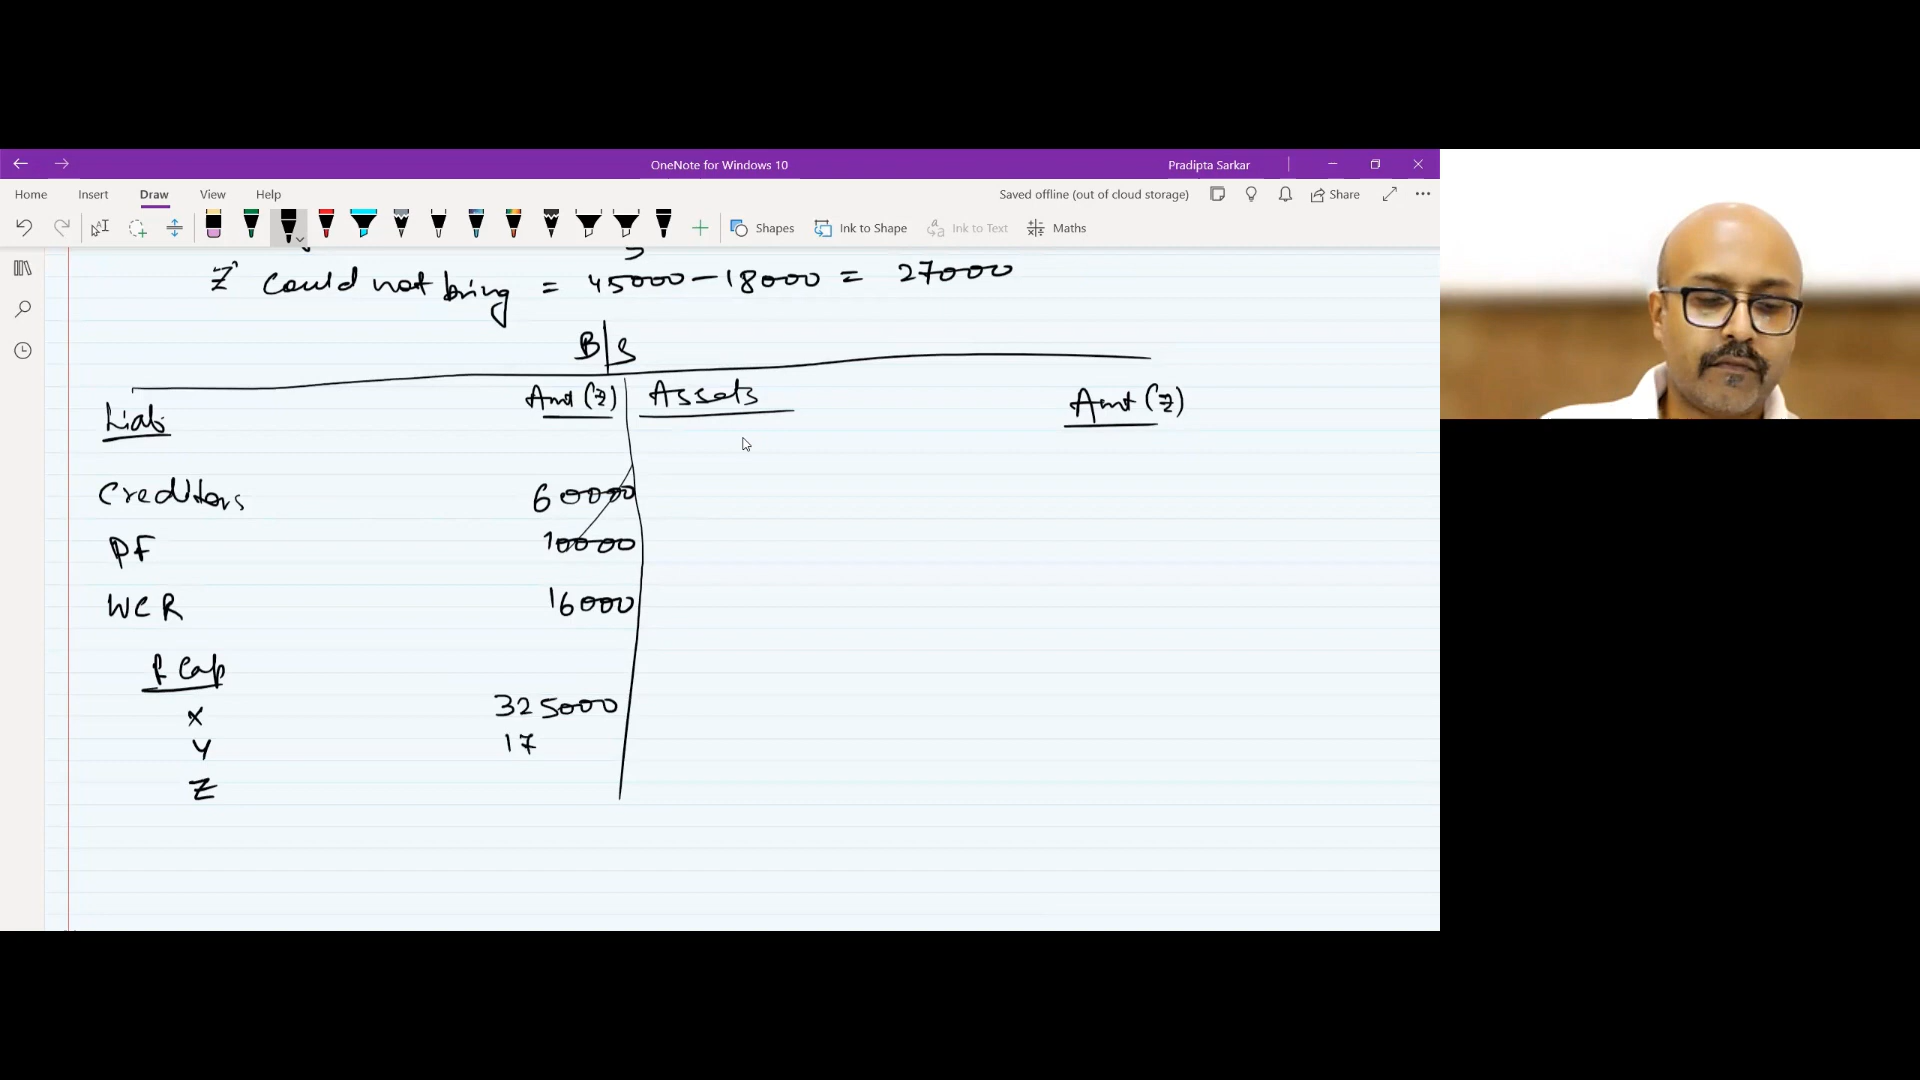 OneNote for Windows 10
Pradipta Sarkar
Home Insert Draw View Help
Saved offline (out of cloud storage)
Share
Shapes
Ink to Shape
Ink to Text
Maths
Z could not bring = 45000 - 18000 = 27000
B/S
Liab Amt (₹) Assets Amt (₹)
Creditors 60000
PF 10000
WCR 16000
P Cap
X 325000
Y 17
Z